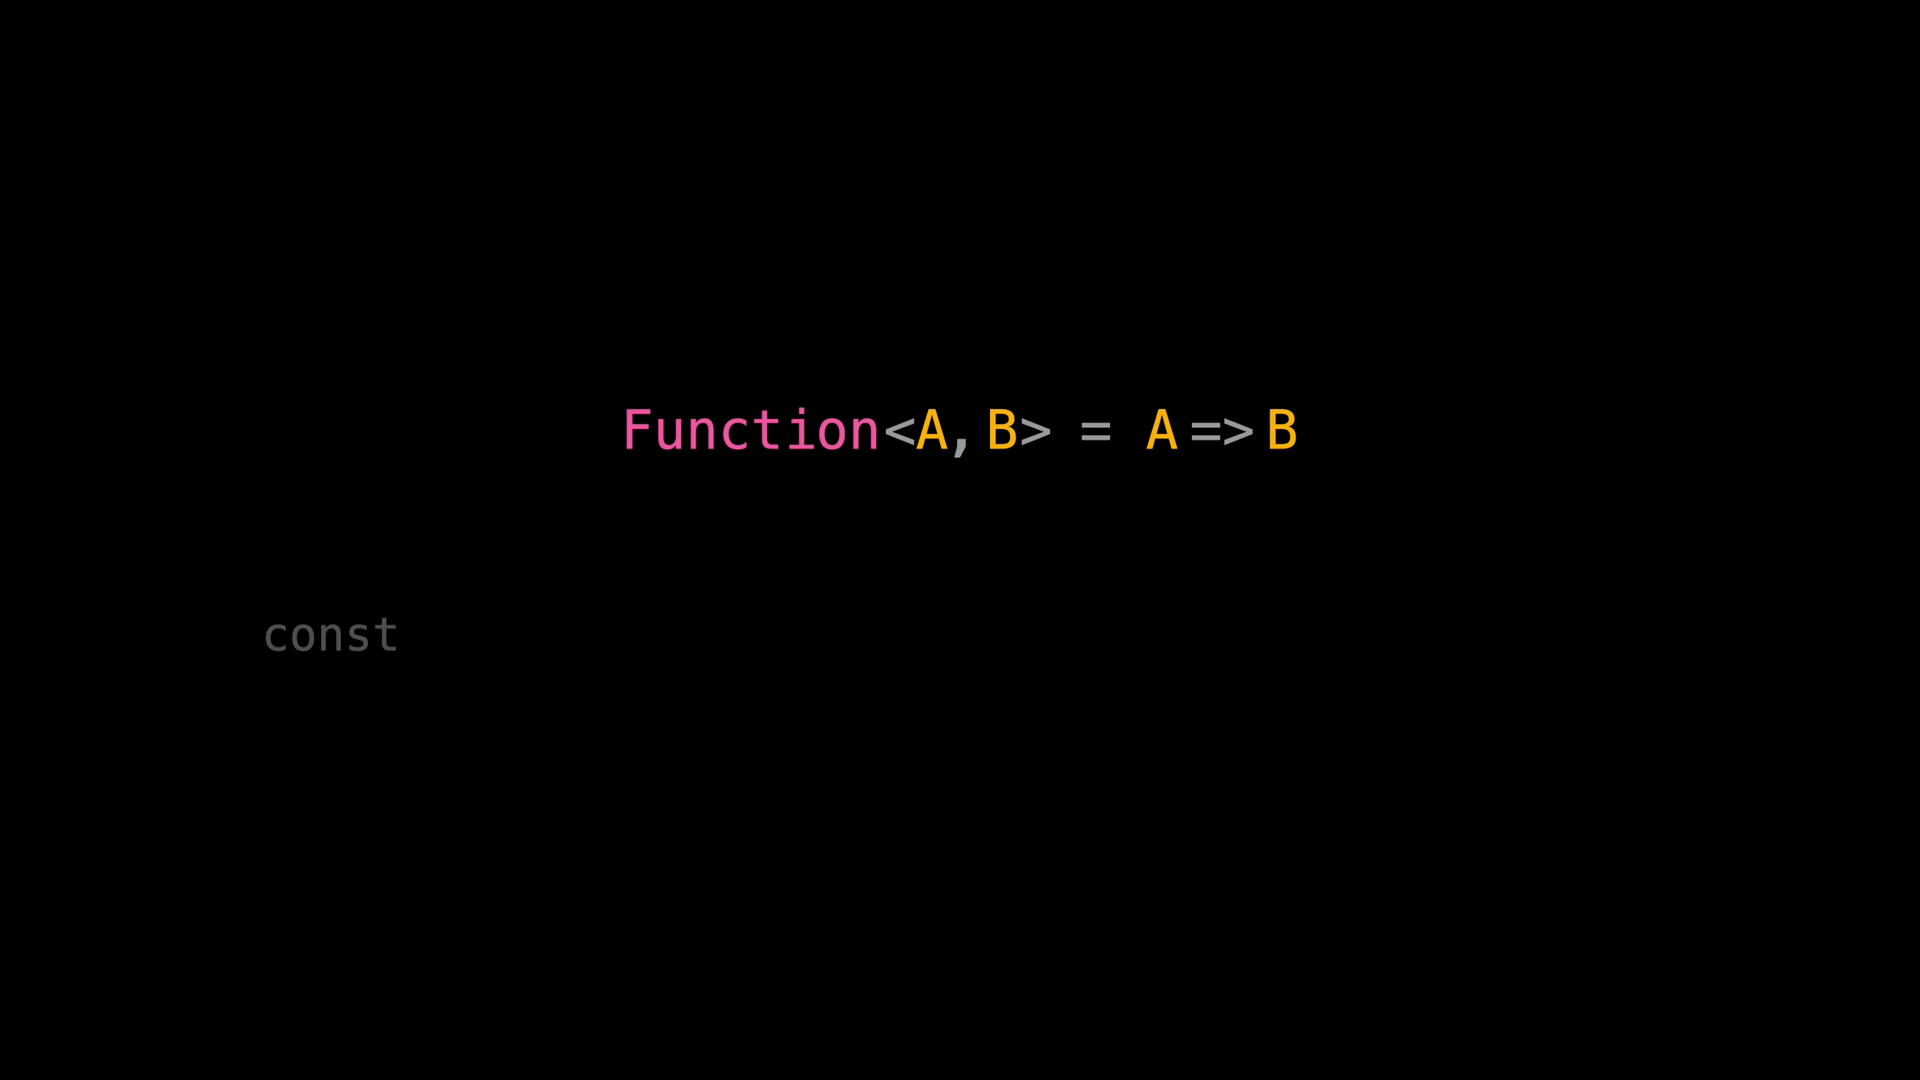 Function<A, B> = A => B
const